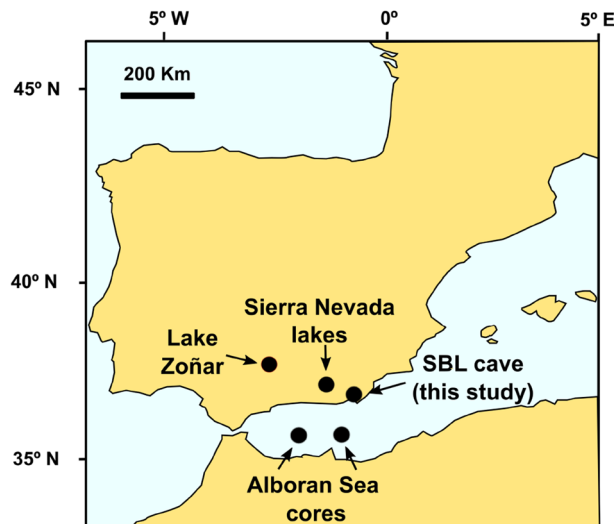 5º W
0º
5º E
200 Km
45º N
40º N
35º N
Sierra Nevada
lakes
Lake
Zoñar
SBL cave
(this study)
Alboran Sea
cores